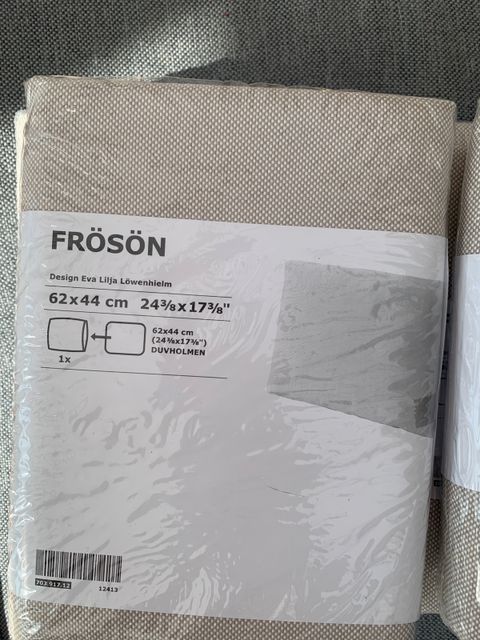 FRÖSÖN
Design Eva Lilja Löwenhielm
62x44 cm 24⅜x17⅜"
62x44 cm
(24⅜x17⅜")
DUVHOLMEN
1x
703.917.12
12413